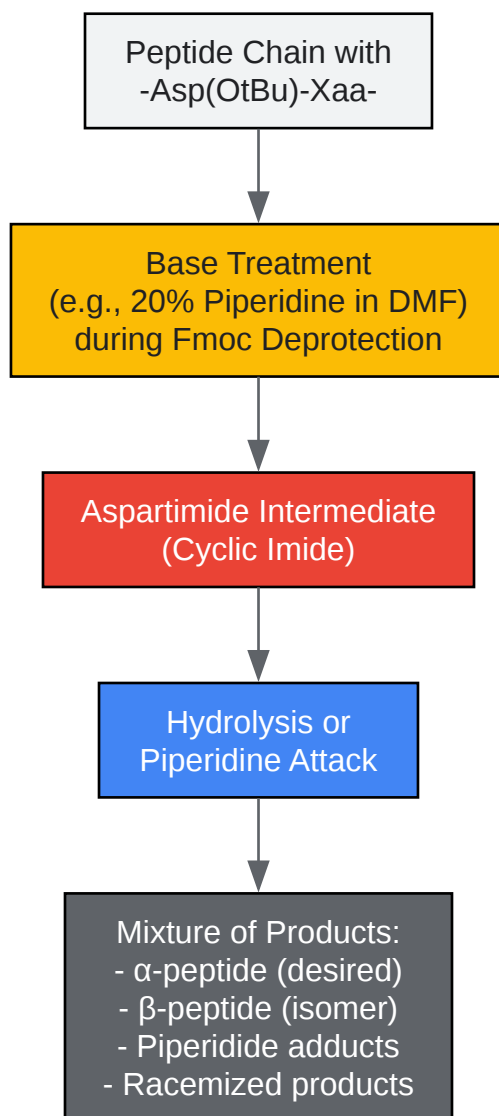 Peptide Chain with
-Asp(OtBu)-Xaa-
Base Treatment
(e.g., 20% Piperidine in DMF)
during Fmoc Deprotection
Aspartimide Intermediate
(Cyclic Imide)
Hydrolysis or
Piperidine Attack
Mixture of Products:
- α-peptide (desired)
- β-peptide (isomer)
- Piperidide adducts
- Racemized products